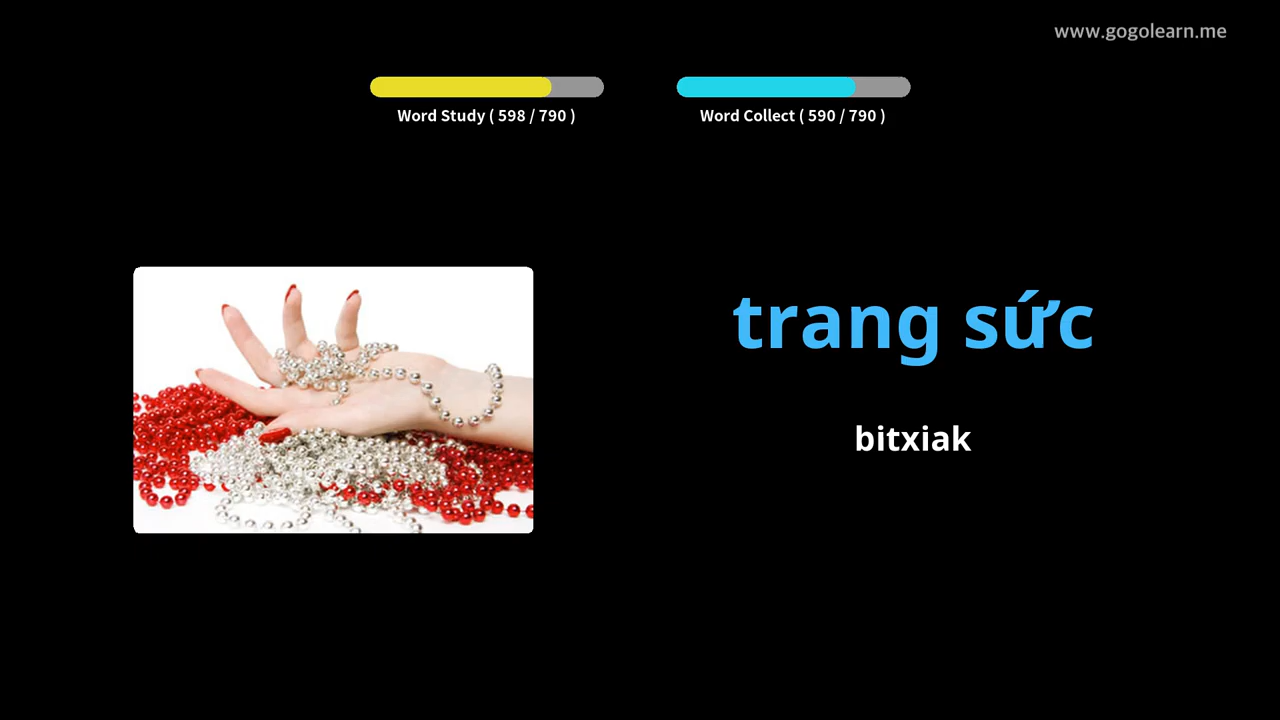 www.gogolearn.me
Word Study ( 598 / 790 )
Word Collect ( 590 / 790 )
trang sức
bitxiak